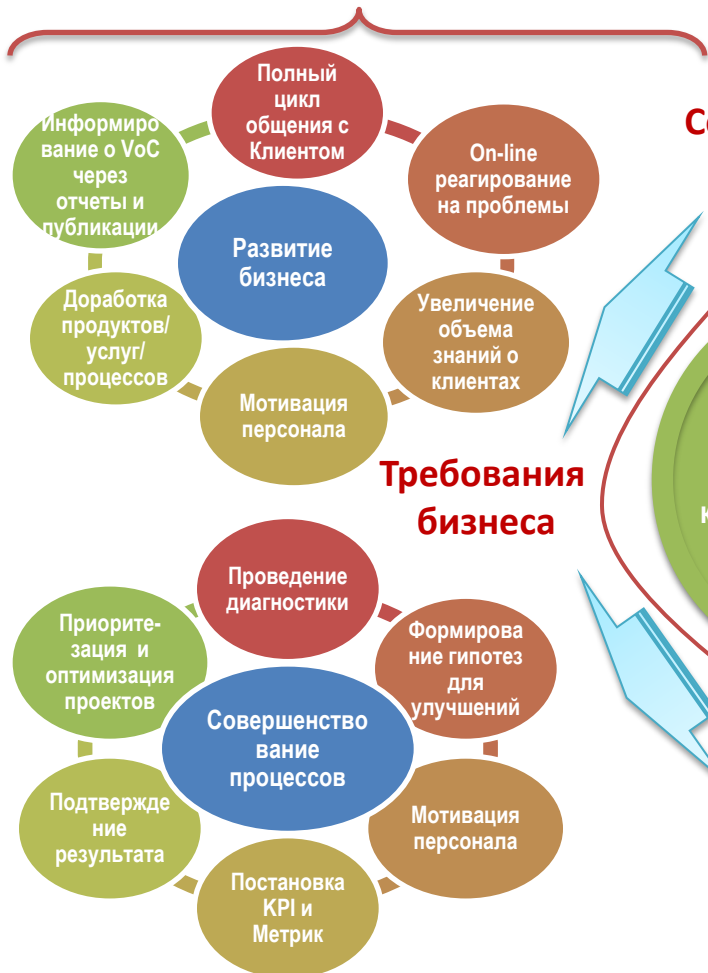 Полный
цикл
общения с
Клиентом
On-line
реагирование
на проблемы
Увеличение
объема
знаний о
клиентах
Мотивация
персонала
Доработка
продуктов/
услуг/
процессов
Информиро
вание о VoC
через
отчеты и
публикации
Развитие
бизнеса
Требования
бизнеса
Проведение
диагностики
Формирова
ние гипотез
для
улучшений
Мотивация
персонала
Постановка
KPI и
Метрик
Подтвержде
ние
результата
Приорите-
зация и
оптимизация
проектов
Совершенство
вание
процессов